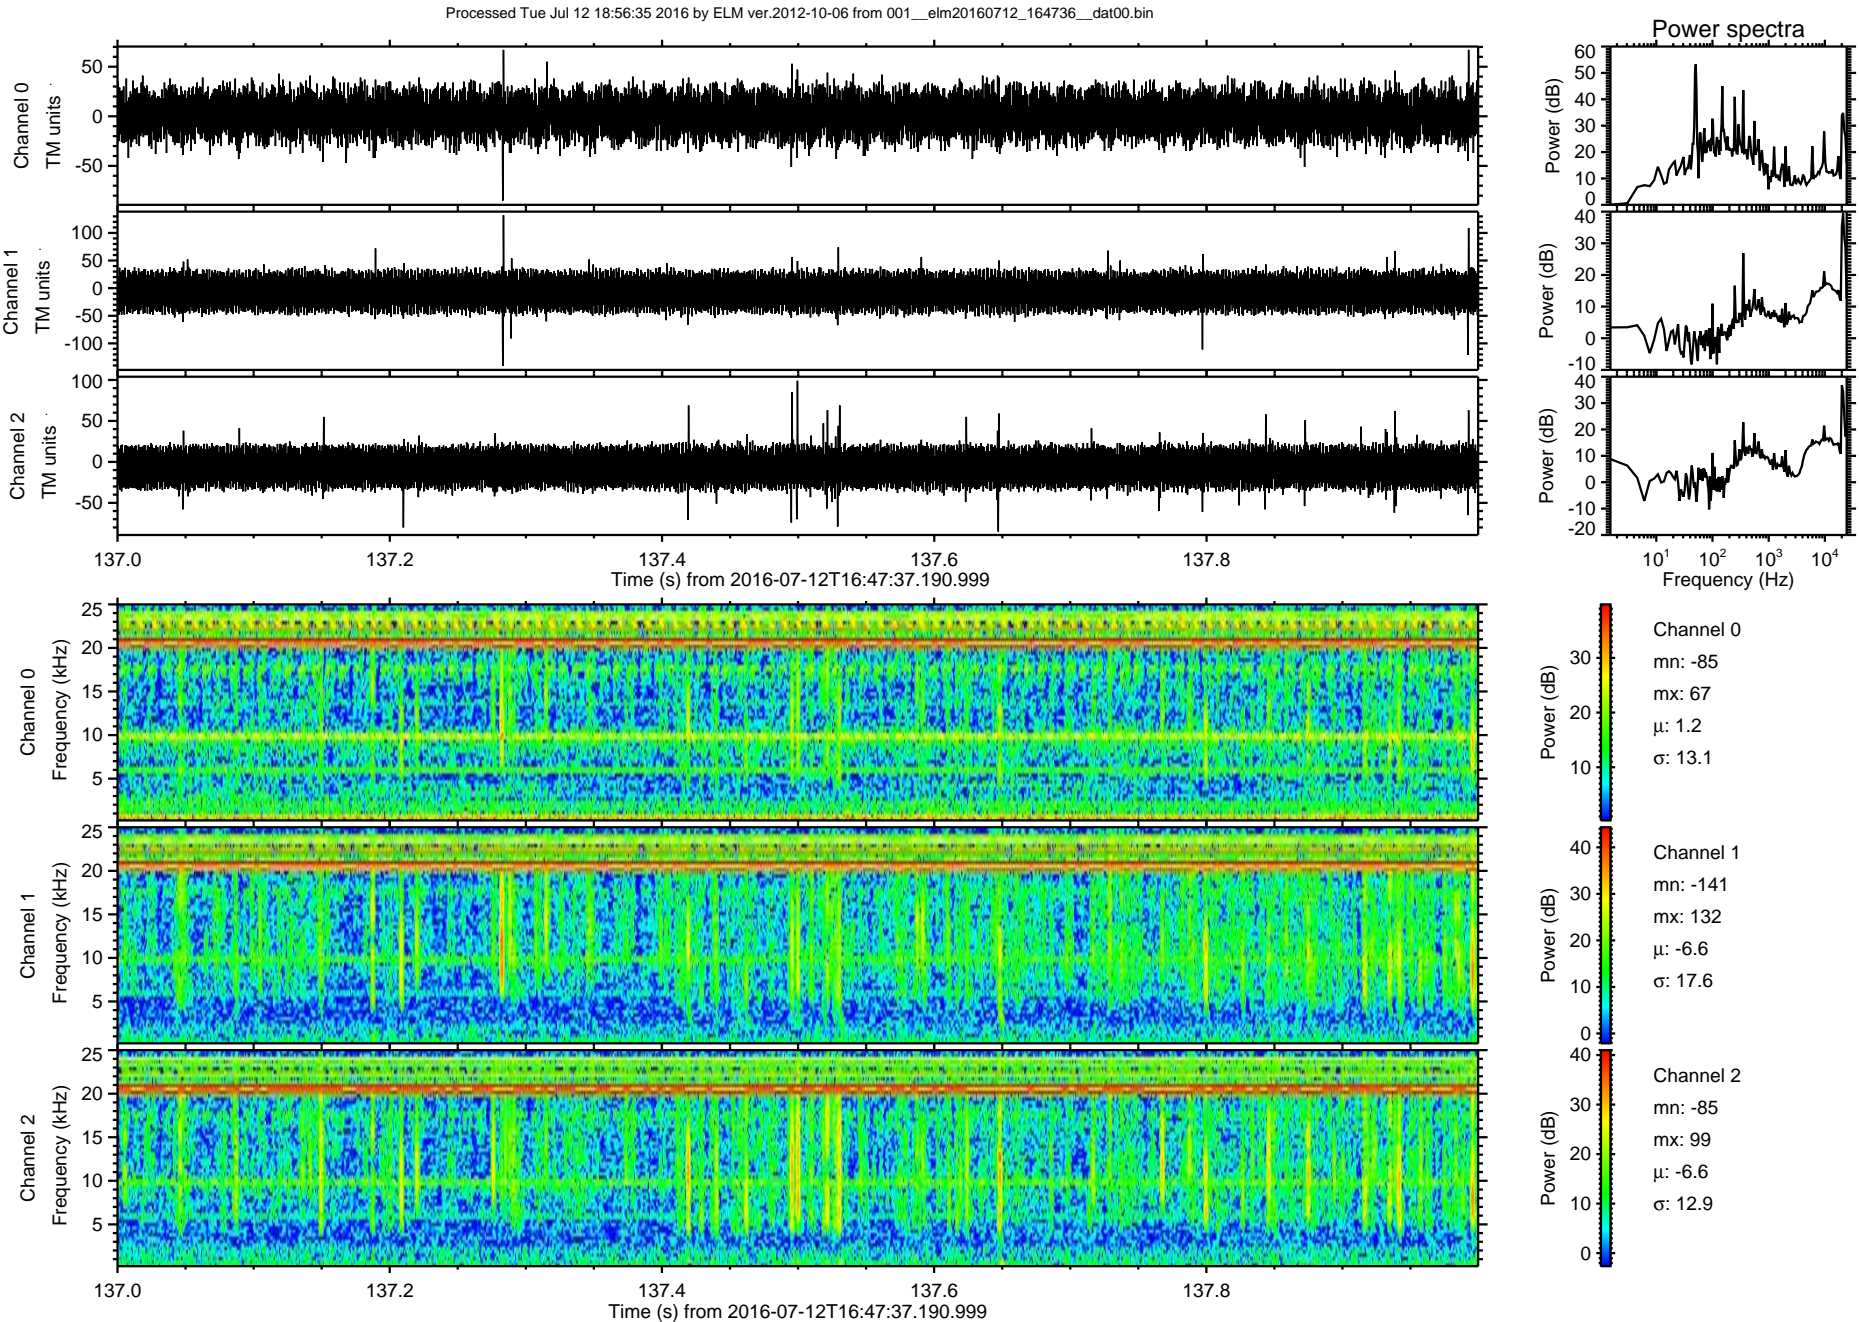 Processed Tue Jul 12 18:56:35 2016 by ELM ver.2012-10-06 from 001__elm20160712_164736__dat00.bin
Power spectra
Channel 0
TM units
50
0
-50
Power (dB)
60
50
40
30
20
10
0
Channel 1
TM units
100
50
0
-50
-100
Power (dB)
40
30
20
10
0
-10
Channel 2
TM units
100
50
0
-50
Power (dB)
40
30
20
10
0
-10
-20
137.0 137.2 137.4 137.6 137.8
Time (s) from 2016-07-12T16:47:37.190.999
10^1 10^2 10^3 10^4
Frequency (Hz)
Channel 0
Frequency (kHz)
25
20
15
10
5
Power (dB)
30
20
10
Channel 0
mn: -85
mx: 67
µ: 1.2
σ: 13.1
Channel 1
Frequency (kHz)
25
20
15
10
5
Power (dB)
40
30
20
10
0
Channel 1
mn: -141
mx: 132
µ: -6.6
σ: 17.6
Channel 2
Frequency (kHz)
25
20
15
10
5
Power (dB)
40
30
20
10
0
Channel 2
mn: -85
mx: 99
µ: -6.6
σ: 12.9
137.0 137.2 137.4 137.6 137.8
Time (s) from 2016-07-12T16:47:37.190.999